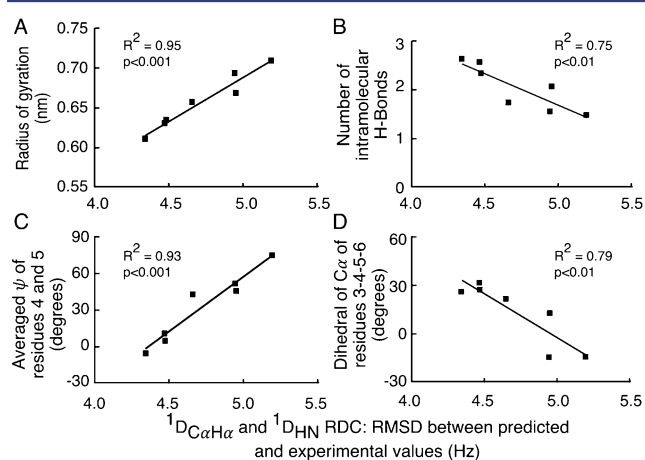 A
R² = 0.95
p<0.001
Radius of gyration
(nm)
0.75
0.70
0.65
0.60
0.55
4.0 4.5 5.0 5.5
B
R² = 0.75
p<0.01
Number of
intramolecular
H-Bonds
3
2
1
0
4.0 4.5 5.0 5.5
C
R² = 0.93
p<0.001
Averaged ψ of
residues 4 and 5
(degrees)
90
60
30
0
-30
4.0 4.5 5.0 5.5
D
R² = 0.79
p<0.01
Dihedral of Cα of
residues 3-4-5-6
(degrees)
60
30
0
-30
4.0 4.5 5.0 5.5
¹DCαHα and ¹DHN RDC: RMSD between predicted
and experimental values (Hz)